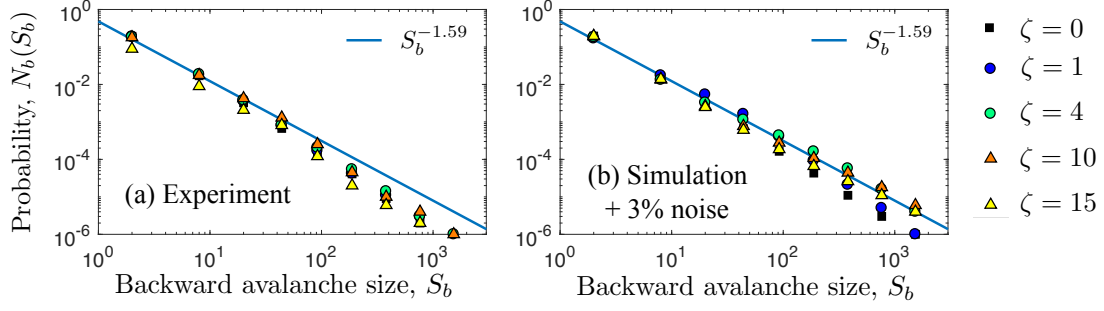 Probability, N_b(S_b)
10^0
10^-2
10^-4
10^-6
S_b^-1.59
(a) Experiment
10^0 10^1 10^2 10^3
Backward avalanche size, S_b
10^0
10^-2
10^-4
10^-6
S_b^-1.59
(b) Simulation
+ 3% noise
10^0 10^1 10^2 10^3
Backward avalanche size, S_b
ζ = 0
ζ = 1
ζ = 4
ζ = 10
ζ = 15